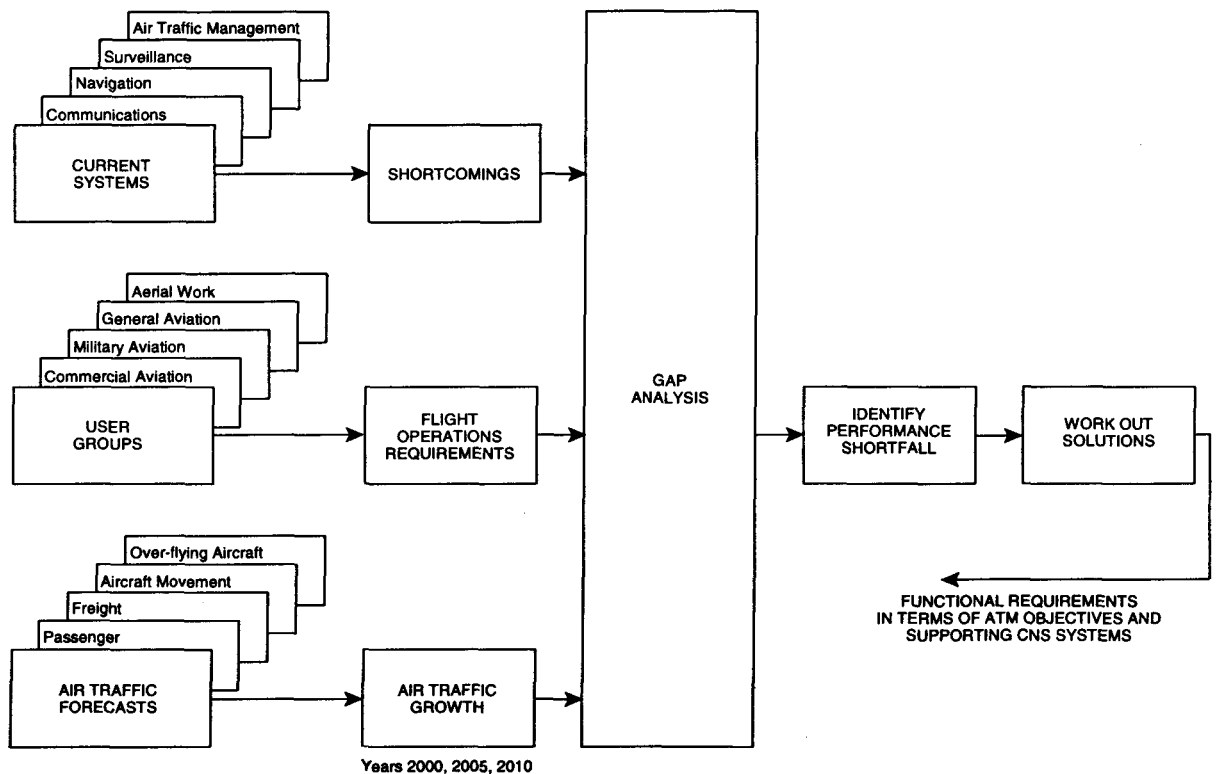 Air Traffic Management
Surveillance
Navigation
Communications
CURRENT
SYSTEMS
SHORTCOMINGS
Aerial Work
General Aviation
Military Aviation
Commercial Aviation
USER
GROUPS
FLIGHT
OPERATIONS
REQUIREMENTS
GAP
ANALYSIS
IDENTIFY
PERFORMANCE
SHORTFALL
WORK OUT
SOLUTIONS
Over-flying Aircraft
Aircraft Movement
Freight
Passenger
AIR TRAFFIC
FORECASTS
AIR TRAFFIC
GROWTH
Years 2000, 2005, 2010
FUNCTIONAL REQUIREMENTS
IN TERMS OF ATM OBJECTIVES AND
SUPPORTING CNS SYSTEMS